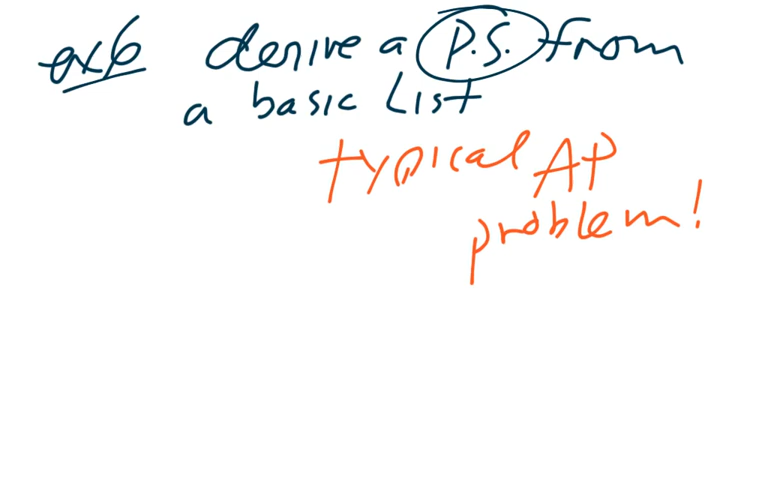 ex6 derive a P.S. from
a basic List
typical AP
problem!